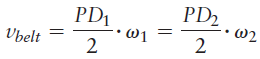 v_belt = PD₁/2 · ω₁ = PD₂/2 · ω₂